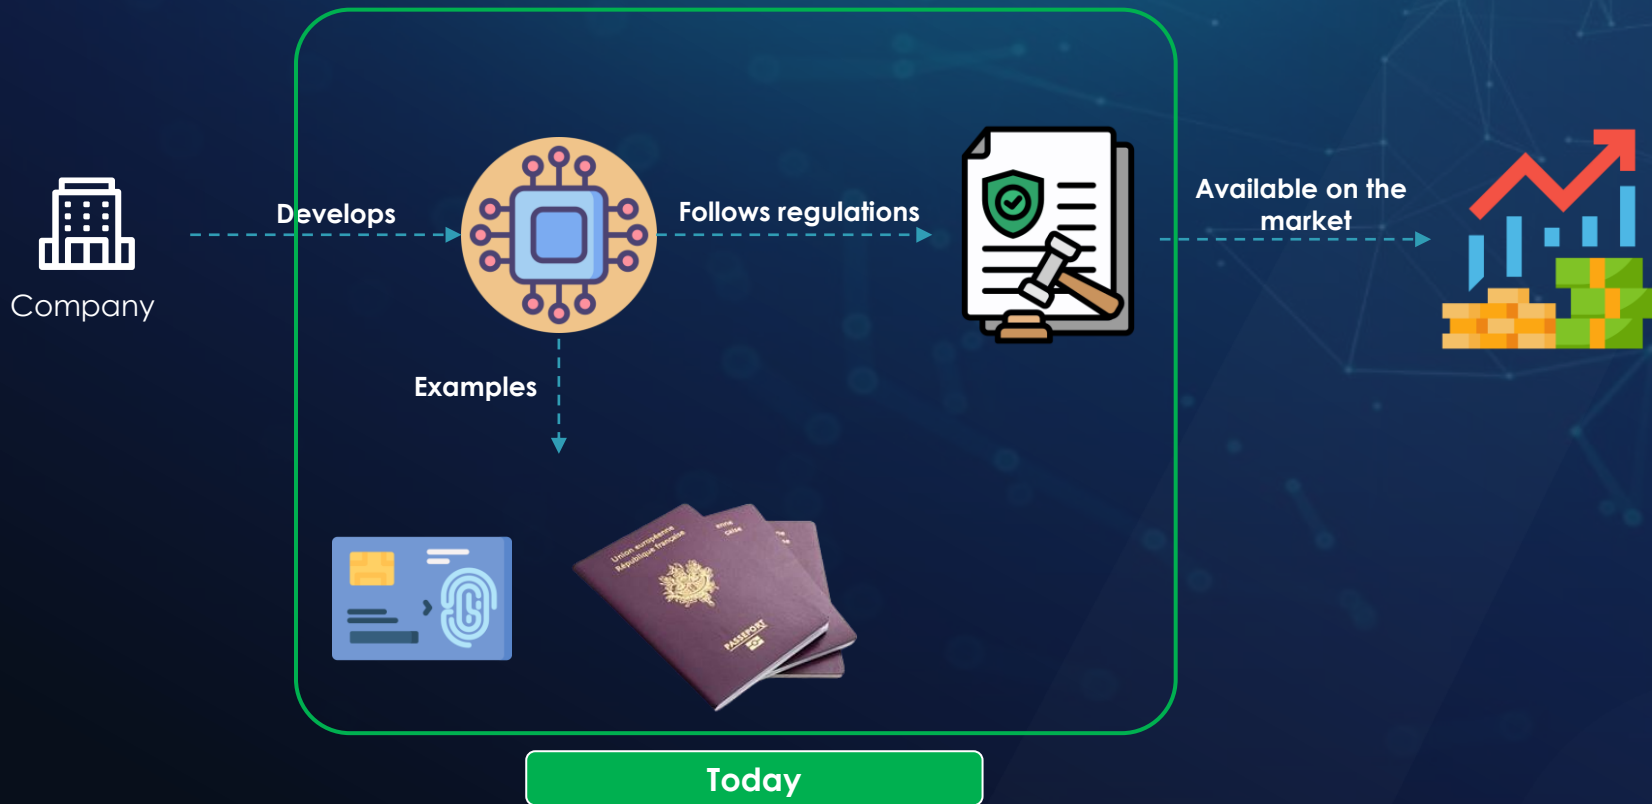 Develops
Follows regulations
Available on the
market
Company
Examples
Union européenne
République française
PASSEPORT
Today